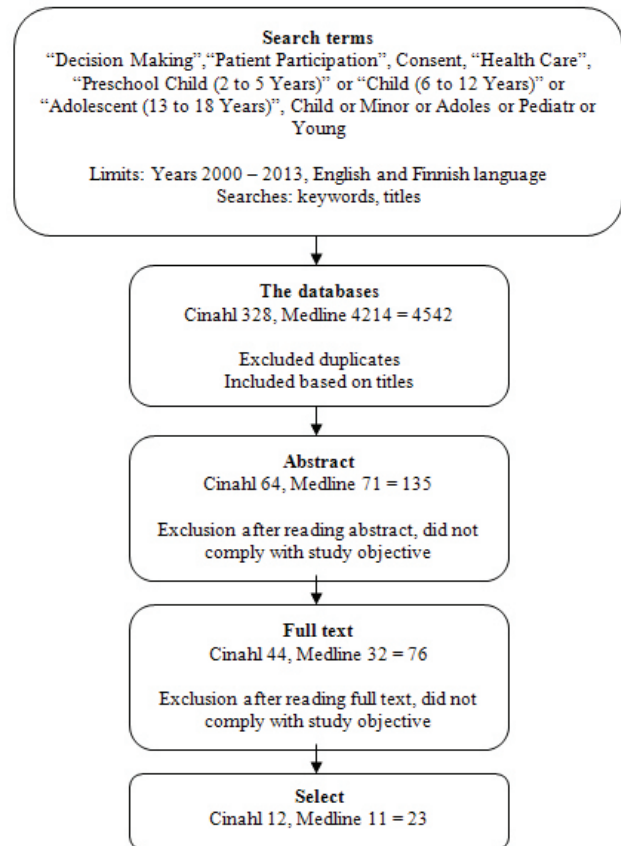 Search terms
“Decision Making”,“Patient Participation”, Consent, “Health Care”,
“Preschool Child (2 to 5 Years)” or “Child (6 to 12 Years)” or
“Adolescent (13 to 18 Years)”, Child or Minor or Adoles or Pediatr or
Young
Limits: Years 2000 – 2013, English and Finnish language
Searches: keywords, titles
The databases
Cinahl 328, Medline 4214 = 4542
Excluded duplicates
Included based on titles
Abstract
Cinahl 64, Medline 71 = 135
Exclusion after reading abstract, did not
comply with study objective
Full text
Cinahl 44, Medline 32 = 76
Exclusion after reading full text, did not
comply with study objective
Select
Cinahl 12, Medline 11 = 23